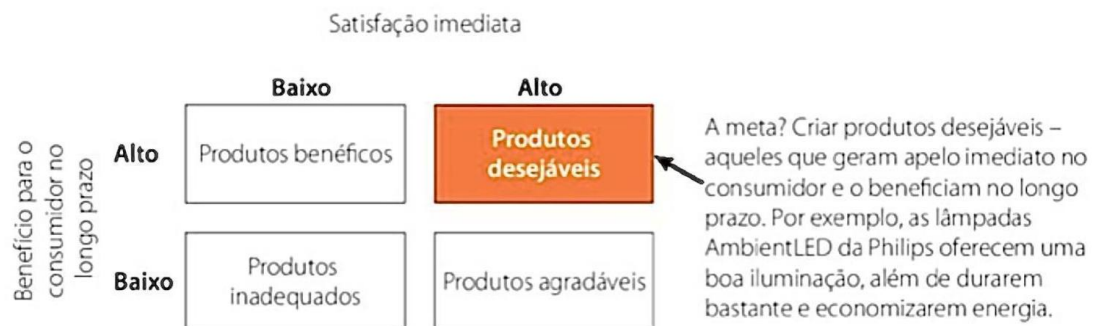 Satisfação imediata
Baixo
Alto
Benefício para o
consumidor no
longo prazo
Alto
Produtos benéficos
Produtos
desejáveis
A meta? Criar produtos desejáveis –
aqueles que geram apelo imediato no
consumidor e o beneficiam no longo
prazo. Por exemplo, as lâmpadas
AmbientLED da Philips oferecem uma
boa iluminação, além de durarem
bastante e economizarem energia.
Baixo
Produtos
inadequados
Produtos agradáveis